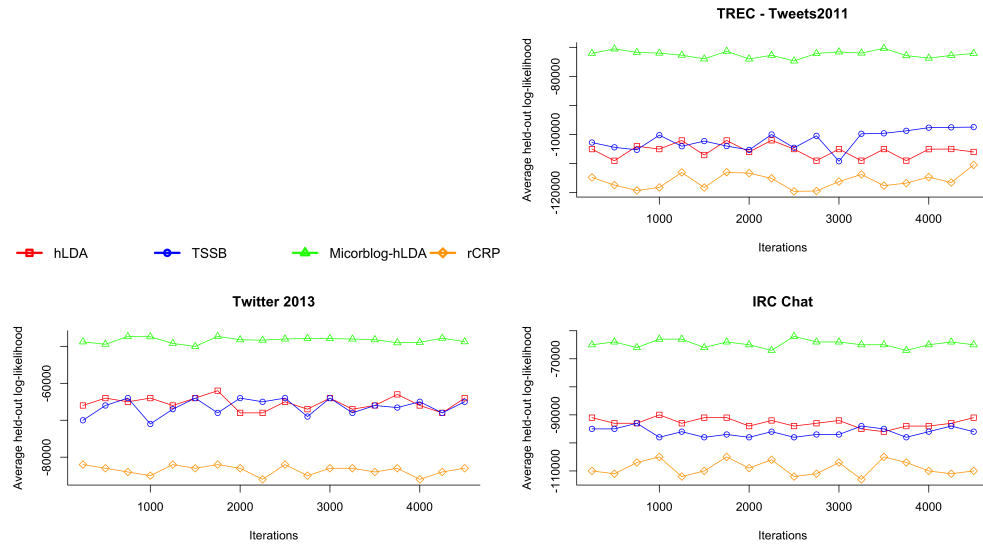 TREC - Tweets2011
Average held-out log-likelihood
-80000
-100000
-120000
1000 2000 3000 4000
Iterations
hLDA TSSB Micorblog-hLDA rCRP
Twitter 2013
Average held-out log-likelihood
-60000
-80000
1000 2000 3000 4000
Iterations
IRC Chat
Average held-out log-likelihood
-70000
-90000
-110000
1000 2000 3000 4000
Iterations